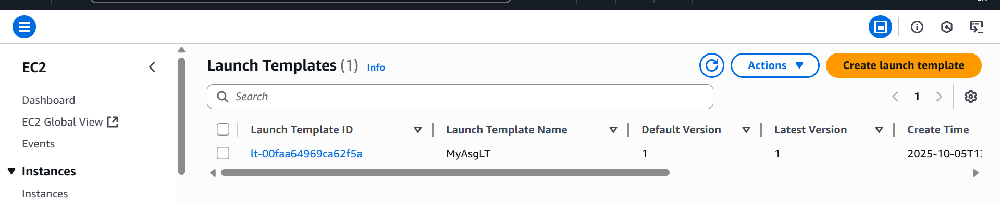 EC2
Dashboard
EC2 Global View
Events
Instances
Instances
Launch Templates (1) Info
Actions
Create launch template
Search
1
Launch Template ID Launch Template Name Default Version Latest Version Create Time
lt-00faa64969ca62f5a MyAsgLT 1 1 2025-10-05T1